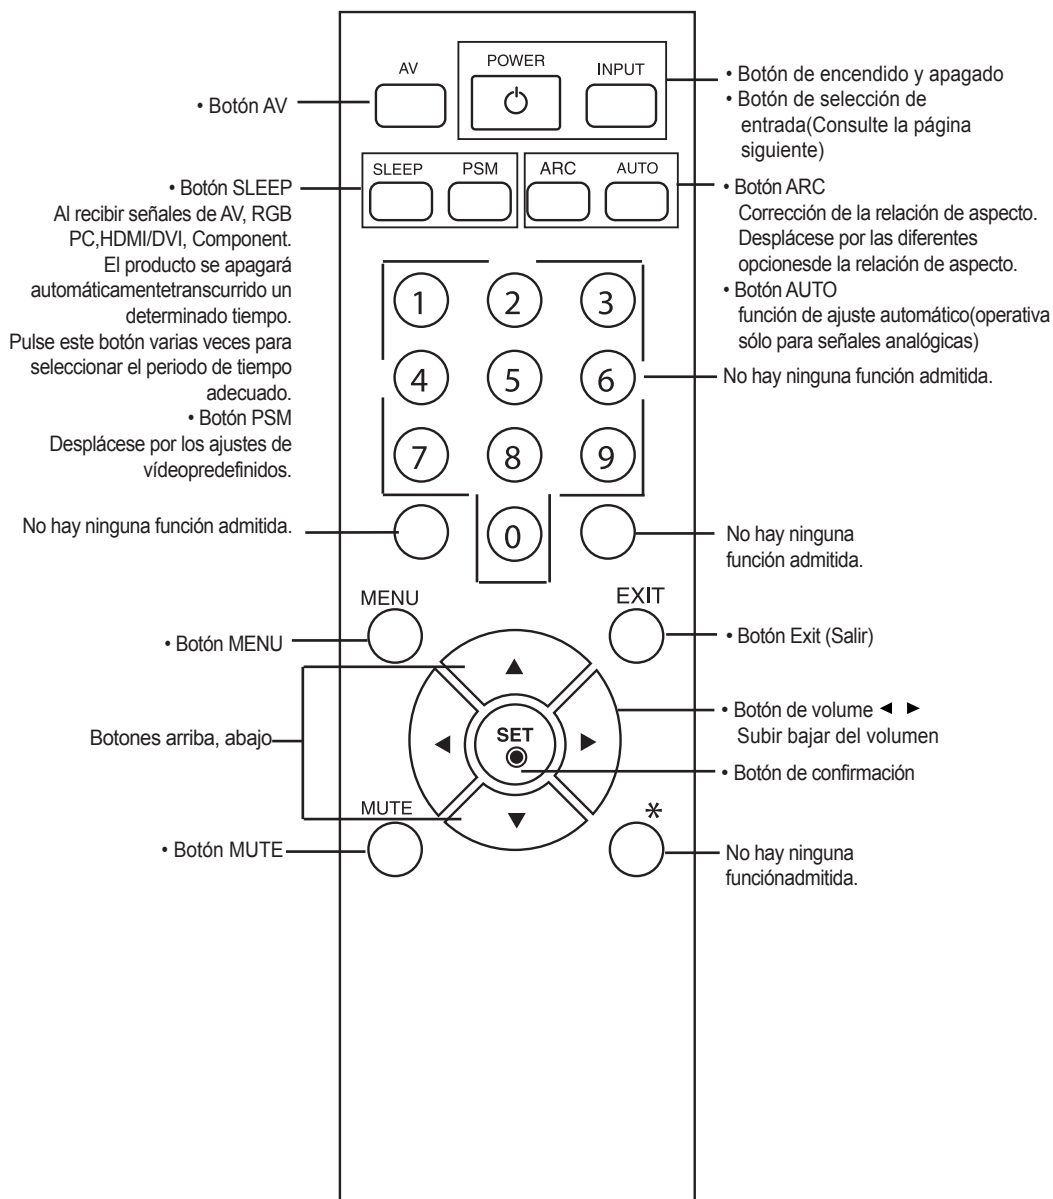 AV
POWER
INPUT
• Botón AV
• Botón de encendido y apagado
• Botón de selección de
entrada(Consulte la página
siguiente)
SLEEP
PSM
ARC
AUTO
• Botón SLEEP
Al recibir señales de AV, RGB
PC,HDMI/DVI, Component.
El producto se apagará
automáticamentetranscurrido un
determinado tiempo.
Pulse este botón varias veces para
seleccionar el periodo de tiempo
adecuado.
• Botón PSM
Desplácese por los ajustes de
vídeopredefinidos.
• Botón ARC
Corrección de la relación de aspecto.
Desplácese por las diferentes
opcionesde la relación de aspecto.
• Botón AUTO
función de ajuste automático(operativa
sólo para señales analógicas)
1
2
3
4
5
6
No hay ninguna función admitida.
7
8
9
No hay ninguna función admitida.
0
No hay ninguna
función admitida.
MENU
EXIT
• Botón MENU
• Botón Exit (Salir)
Botones arriba, abajo
SET
• Botón de volume ◄ ►
Subir bajar del volumen
• Botón de confirmación
MUTE
*
• Botón MUTE
No hay ninguna
funciónadmitida.